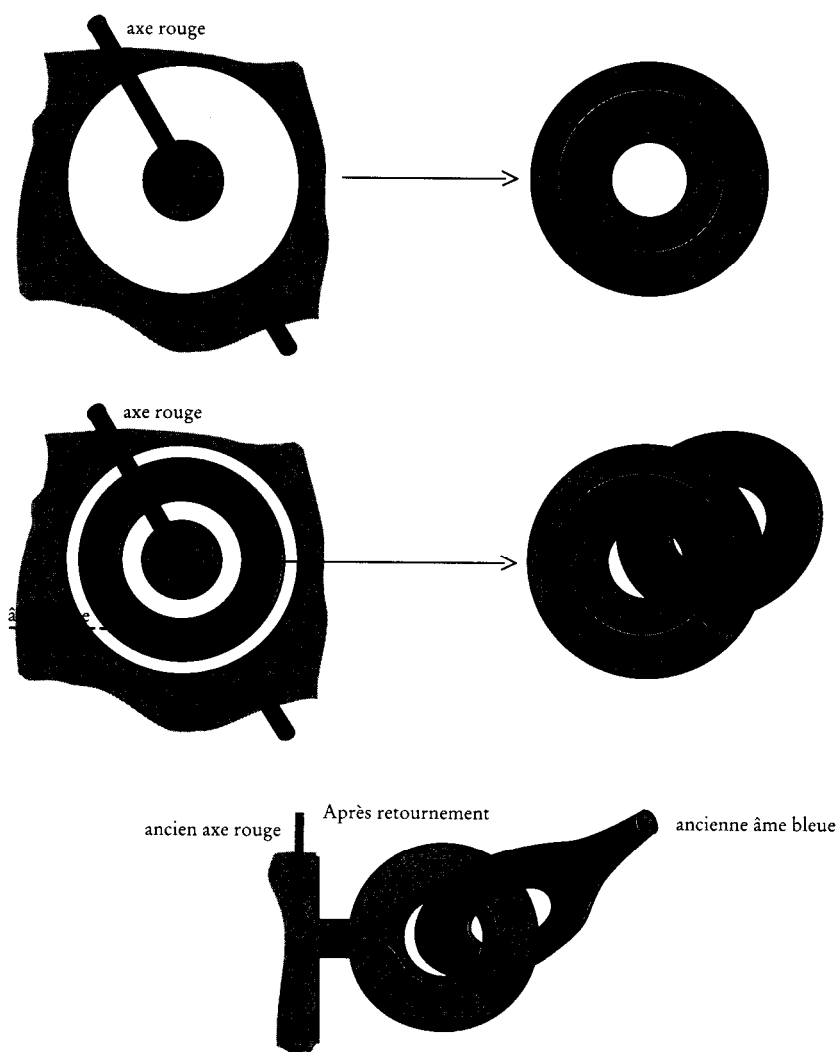 axe rouge
axe rouge
Après retournement
ancien axe rouge
ancienne âme bleue